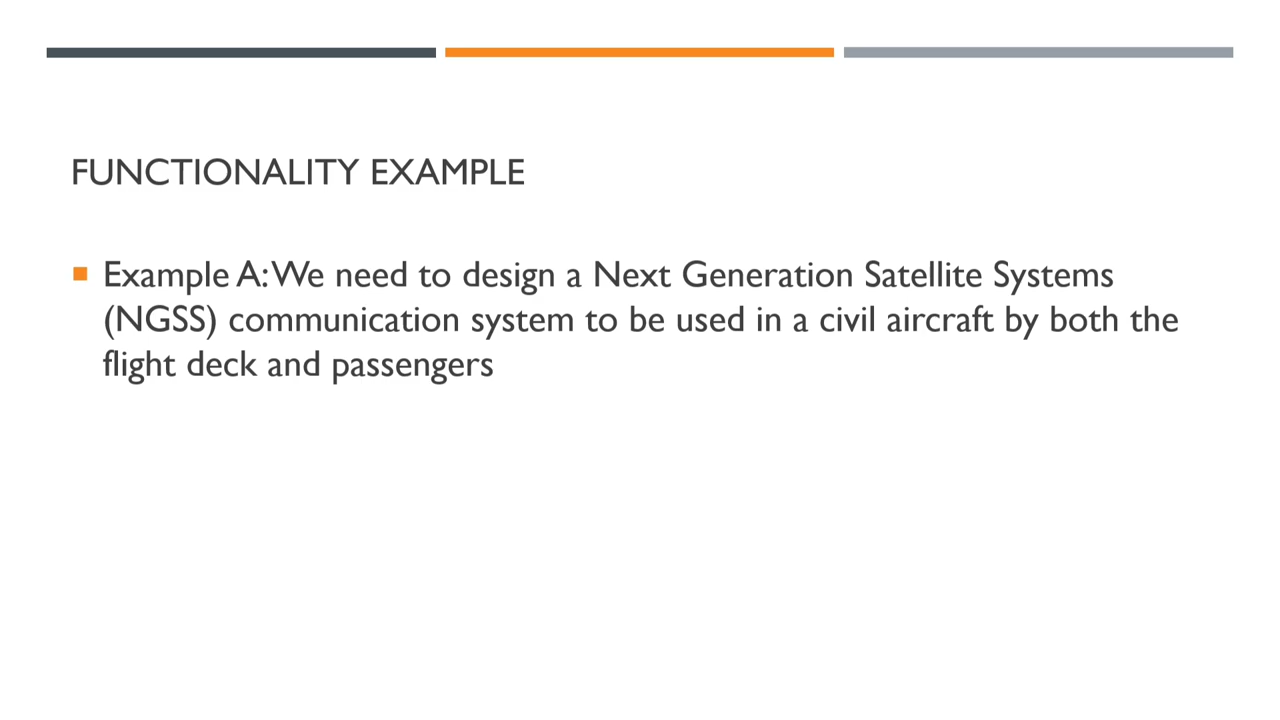 FUNCTIONALITY EXAMPLE
Example A: We need to design a Next Generation Satellite Systems
(NGSS) communication system to be used in a civil aircraft by both the
flight deck and passengers